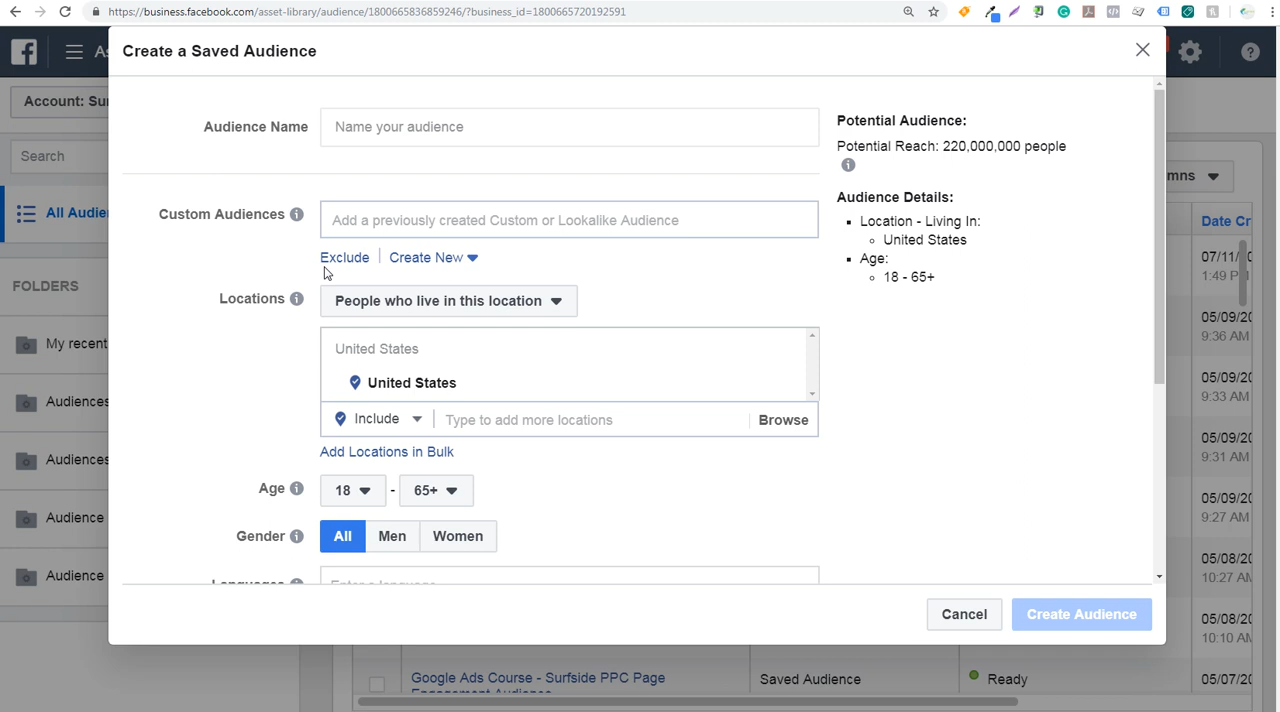 https://business.facebook.com/asset-library/audience/1800665836859246/?business_id=1800665720192591
Create a Saved Audience
Account: Sur
Audience Name
Name your audience
Potential Audience:
Potential Reach: 220,000,000 people
Search
Custom Audiences
Add a previously created Custom or Lookalike Audience
Audience Details:
Location - Living In:
United States
Age:
18 - 65+
All Audie
Date Cr
Exclude
Create New
07/11/
1:49 P
FOLDERS
Locations
People who live in this location
My recent
United States
United States
05/09/20
9:36 AM
Audiences
Include
Type to add more locations
Browse
05/09/20
9:33 AM
Add Locations in Bulk
Audiences
05/09/20
9:31 AM
Age
18
-
65+
Audience
05/09/20
9:27 AM
Gender
All
Men
Women
Audience
05/08/20
10:27 AM
Languages
Enter a language
Cancel
Create Audience
05/08/20
10:10 AM
Google Ads Course - Surfside PPC Page
Engagement Audience
Saved Audience
Ready
05/07/20